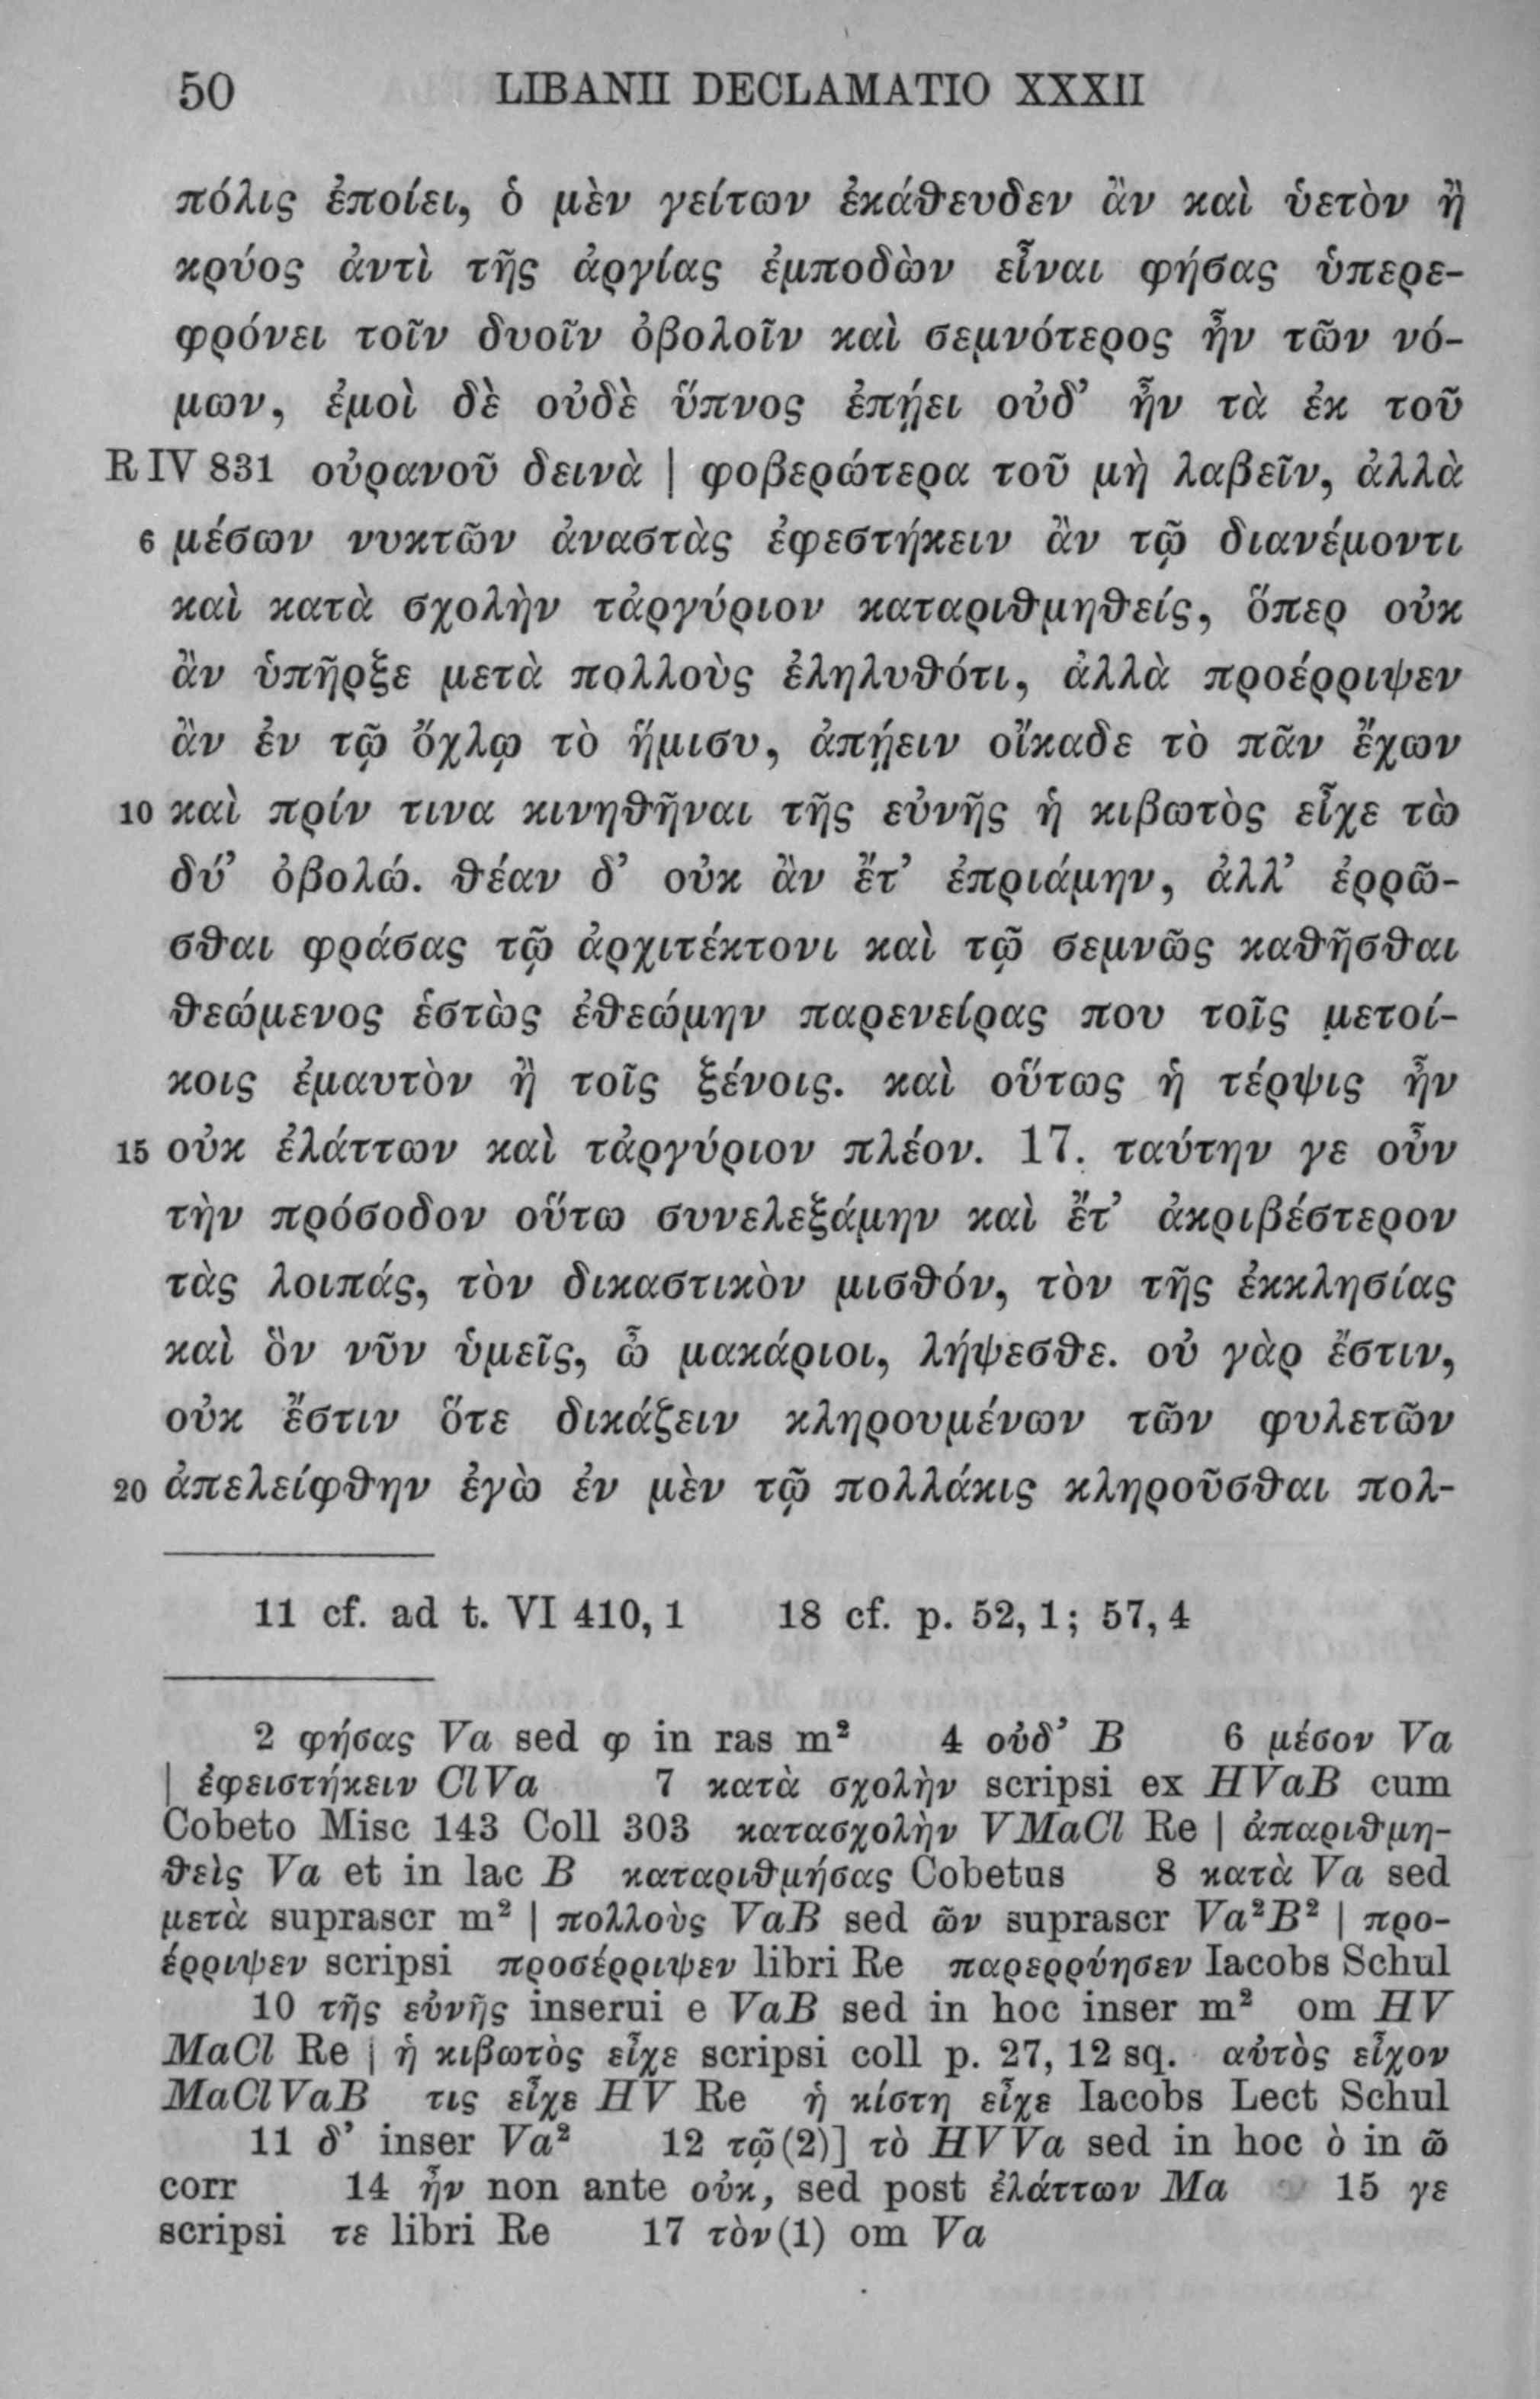 50 LIBANII DECLAMATIO XXXII
πόλις ἐποίει, ὁ μὲν γείτων ἐκάθευδεν ἂν καὶ ὑετὸν ἢ
κρύος ἀντὶ τῆς ἀργίας ἐμποδὼν εἶναι φήσας ὑπερε-
φρόνει τοῖν δυοῖν ὀβολοῖν καὶ σεμνότερος ἦν τῶν νό-
μων, ἐμοὶ δὲ οὐδὲ ὕπνος ἐπῄει οὐδ’ ἦν τὰ ἐκ τοῦ
R IV 831 οὐρανοῦ δεινὰ | φοβερώτερα τοῦ μὴ λαβεῖν, ἀλλὰ
6 μέσων νυκτῶν ἀναστὰς ἐφεστήκειν ἂν τῷ διανέμοντι
καὶ κατὰ σχολὴν τἀργύριον καταριθμηθείς, ὅπερ οὐκ
ἂν ὑπῆρξε μετὰ πολλοὺς ἐληλυθότι, ἀλλὰ προέρριψεν
ἂν ἐν τῷ ὄχλῳ τὸ ἥμισυ, ἀπῄειν οἴκαδε τὸ πᾶν ἔχων
10 καὶ πρίν τινα κινηθῆναι τῆς εὐνῆς ἡ κιβωτὸς εἶχε τὼ
δύ’ ὀβολώ. θέαν δ’ οὐκ ἂν ἔτ’ ἐπριάμην, ἀλλ’ ἐρρῶ-
σθαι φράσας τῷ ἀρχιτέκτονι καὶ τῷ σεμνῶς καθῆσθαι
θεώμενος ἑστὼς ἐθεώμην παρενείρας που τοῖς μετοί-
κοις ἐμαυτὸν ἢ τοῖς ξένοις. καὶ οὕτως ἡ τέρψις ἦν
15 οὐκ ἐλάττων καὶ τἀργύριον πλέον. 17. ταύτην γε οὖν
τὴν πρόσοδον οὕτω συνελεξάμην καὶ ἔτ’ ἀκριβέστερον
τὰς λοιπάς, τὸν δικαστικὸν μισθόν, τὸν τῆς ἐκκλησίας
καὶ ὃν νῦν ὑμεῖς, ὦ μακάριοι, λήψεσθε. οὐ γὰρ ἔστιν,
οὐκ ἔστιν ὅτε δικάζειν κληρουμένων τῶν φυλετῶν
20 ἀπελείφθην ἐγὼ ἐν μὲν τῷ πολλάκις κληροῦσθαι πολ-
11 cf. ad t. VI 410, 1 18 cf. p. 52, 1; 57, 4
2 φήσας Va sed φ in ras m² 4 οὐδ’ B 6 μέσον Va
| ἐφειστήκειν Cl Va 7 κατὰ σχολὴν scripsi ex HVaB cum
Cobeto Misc 143 Coll 303 κατασχολὴν VMaCl Re | ἀπαριθμη-
θεὶς Va et in lac B καταριθμήσας Cobetus 8 κατὰ Va sed
μετὰ suprascr m² | πολλοὺς VaB sed ῶν suprascr Va²B² | προ-
έρριψεν scripsi προσέρριψεν libri Re παρερρύησεν Iacobs Schul
10 τῆς εὐνῆς inserui e VaB sed in hoc inser m² om HV
MaCl Re | ἡ κιβωτὸς εἶχε scripsi coll p. 27, 12 sq. αὐτὸς εἶχον
MaClVaB τις εἶχε HV Re ἡ κίστη εἶχε Iacobs Lect Schul
11 δ’ inser Va² 12 τῷ(2)] τὸ HVVa sed in hoc ὸ in ῶ
corr 14 ἦν non ante οὐκ, sed post ἐλάττων Ma 15 γε
scripsi τε libri Re 17 τὸν(1) om Va